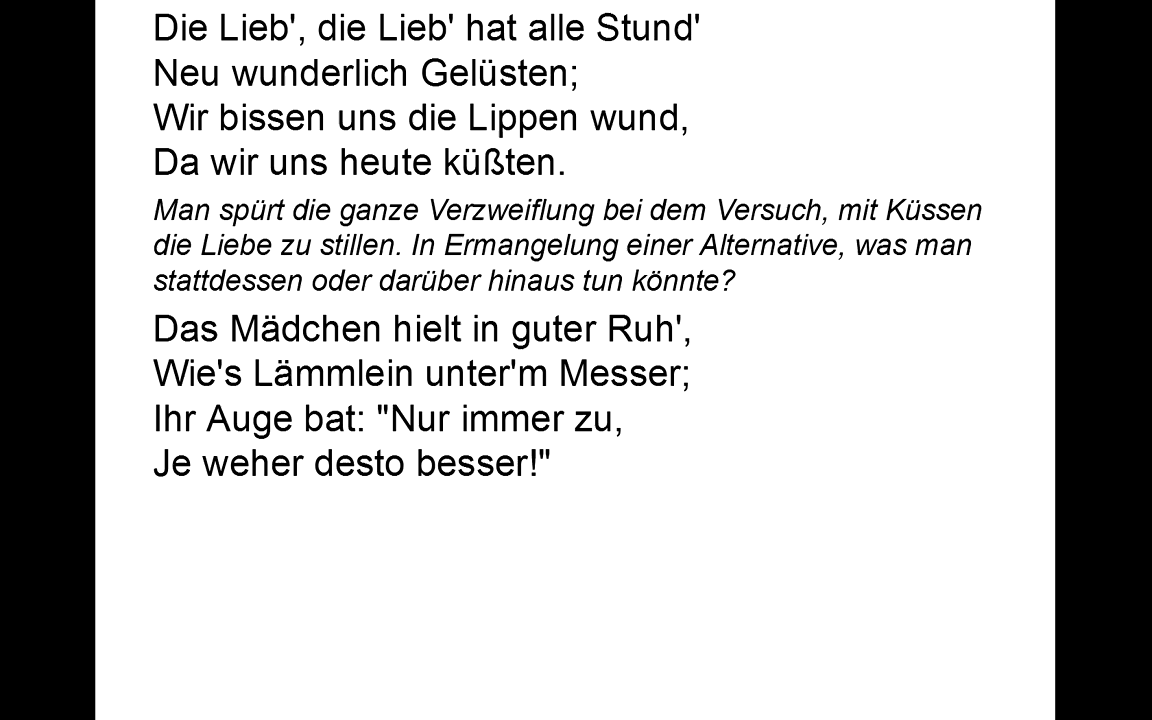 Die Lieb', die Lieb' hat alle Stund'
Neu wunderlich Gelüsten;
Wir bissen uns die Lippen wund,
Da wir uns heute küßten.
Man spürt die ganze Verzweiflung bei dem Versuch, mit Küssen
die Liebe zu stillen. In Ermangelung einer Alternative, was man
stattdessen oder darüber hinaus tun könnte?
Das Mädchen hielt in guter Ruh',
Wie's Lämmlein unter'm Messer;
Ihr Auge bat: "Nur immer zu,
Je weher desto besser!"